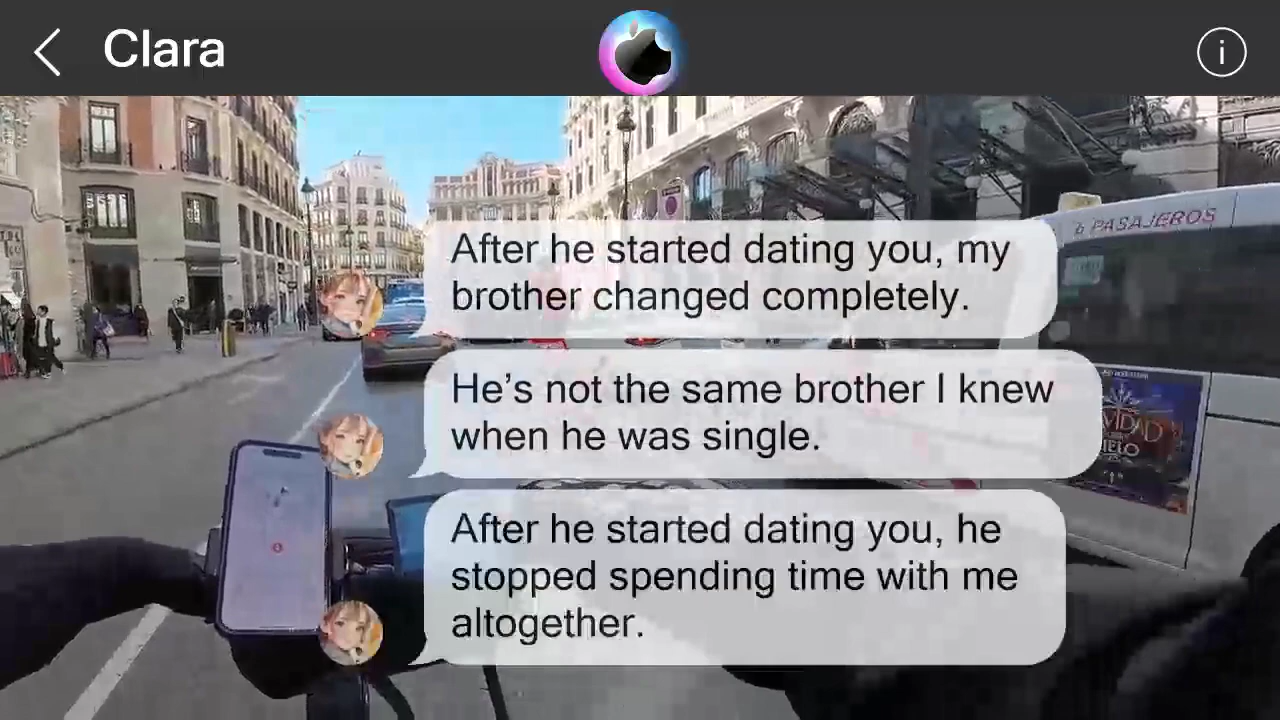 Clara
i
6 PASAJEROS
After he started dating you, my
brother changed completely.
He's not the same brother I knew
when he was single.
After he started dating you, he
stopped spending time with me
altogether.